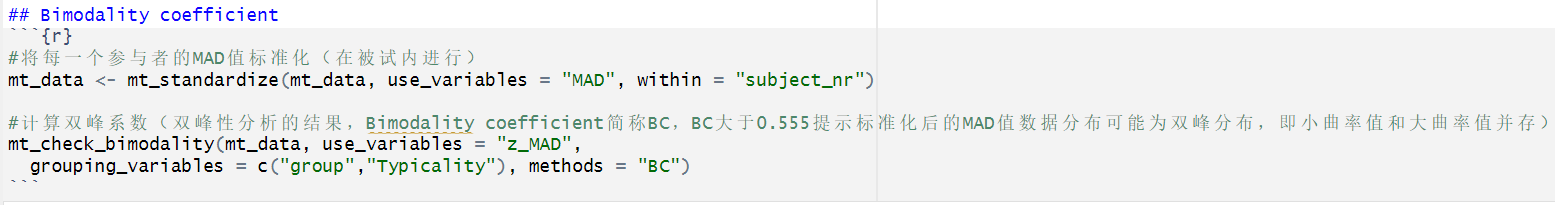 ## Bimodality coefficient
```{r}
#将每一个参与者的MAD值标准化（在被试内进行）
mt_data <- mt_standardize(mt_data, use_variables = "MAD", within = "subject_nr")
#计算双峰系数（双峰性分析的结果，Bimodality coefficient简称BC，BC大于0.555提示标准化后的MAD值数据分布可能为双峰分布，即小曲率值和大曲率值并存）
mt_check_bimodality(mt_data, use_variables = "z_MAD",
  grouping_variables = c("group","Typicality"), methods = "BC")
```